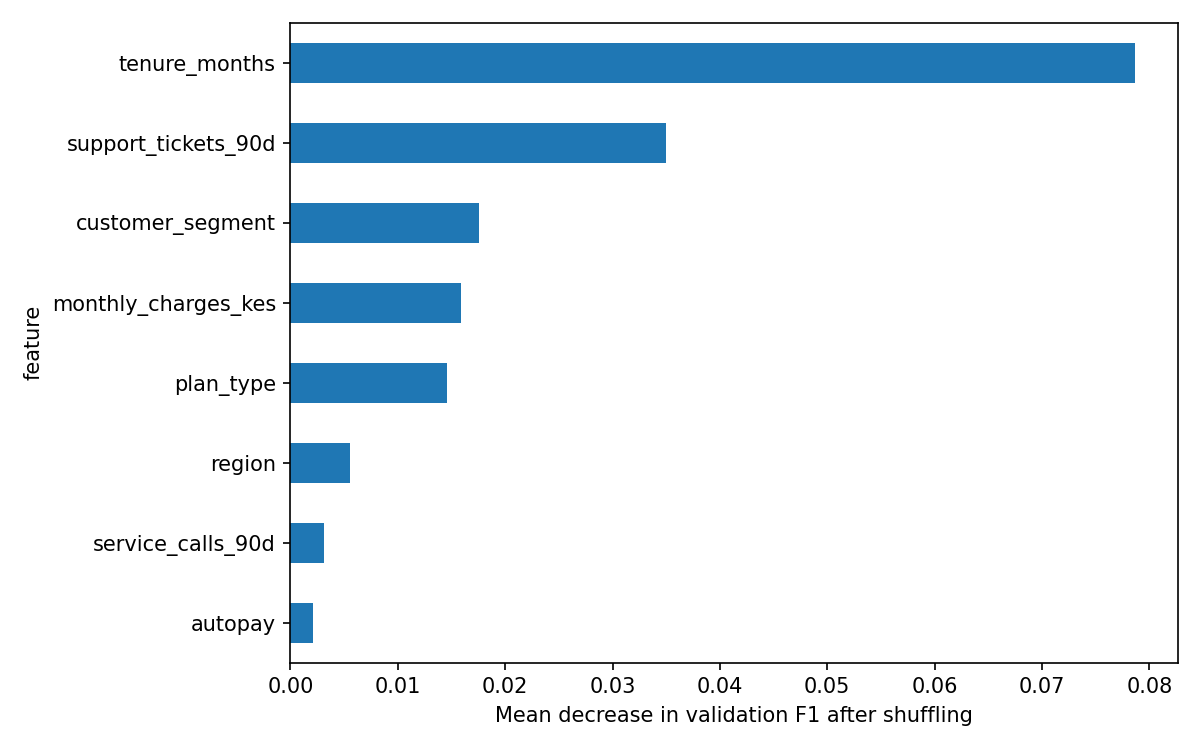 feature
tenure_months
support_tickets_90d
customer_segment
monthly_charges_kes
plan_type
region
service_calls_90d
autopay
0.00 0.01 0.02 0.03 0.04 0.05 0.06 0.07 0.08
Mean decrease in validation F1 after shuffling